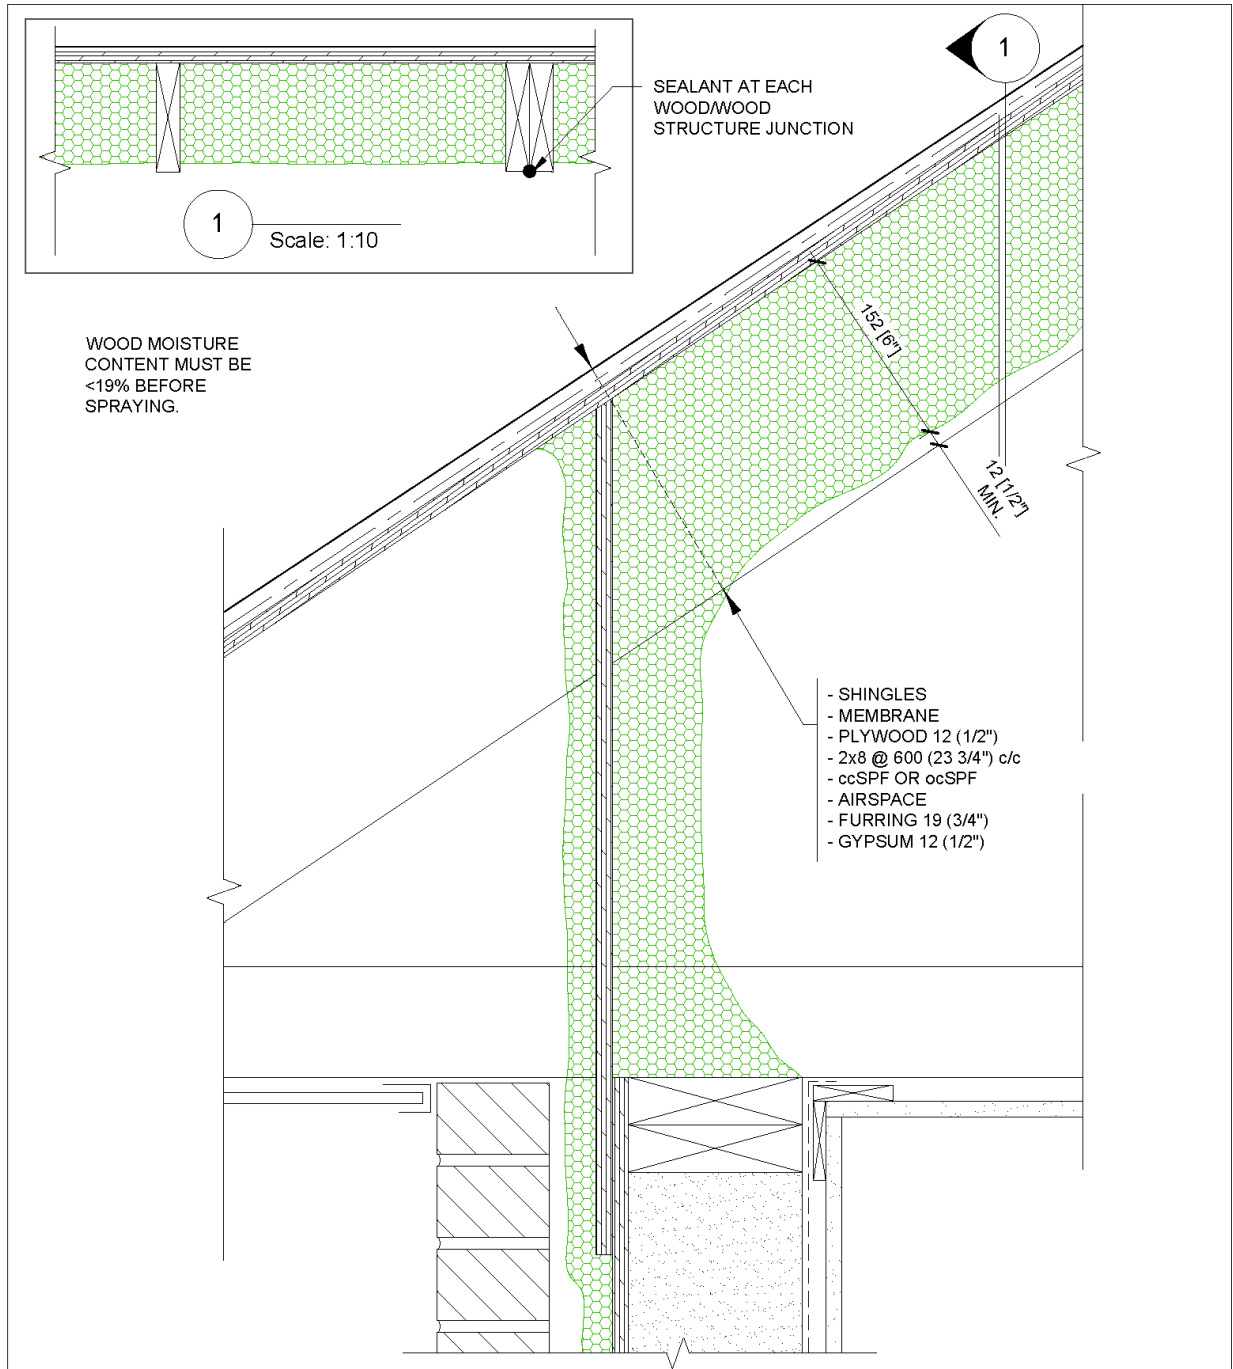 1
SEALANT AT EACH
WOOD/WOOD
STRUCTURE JUNCTION
1
Scale: 1:10
WOOD MOISTURE
CONTENT MUST BE
<19% BEFORE
SPRAYING.
152 [6"]
12 [1/2"]
MIN.
- SHINGLES
- MEMBRANE
- PLYWOOD 12 (1/2")
- 2x8 @ 600 (23 3/4") c/c
- ccSPF OR ocSPF
- AIRSPACE
- FURRING 19 (3/4")
- GYPSUM 12 (1/2")